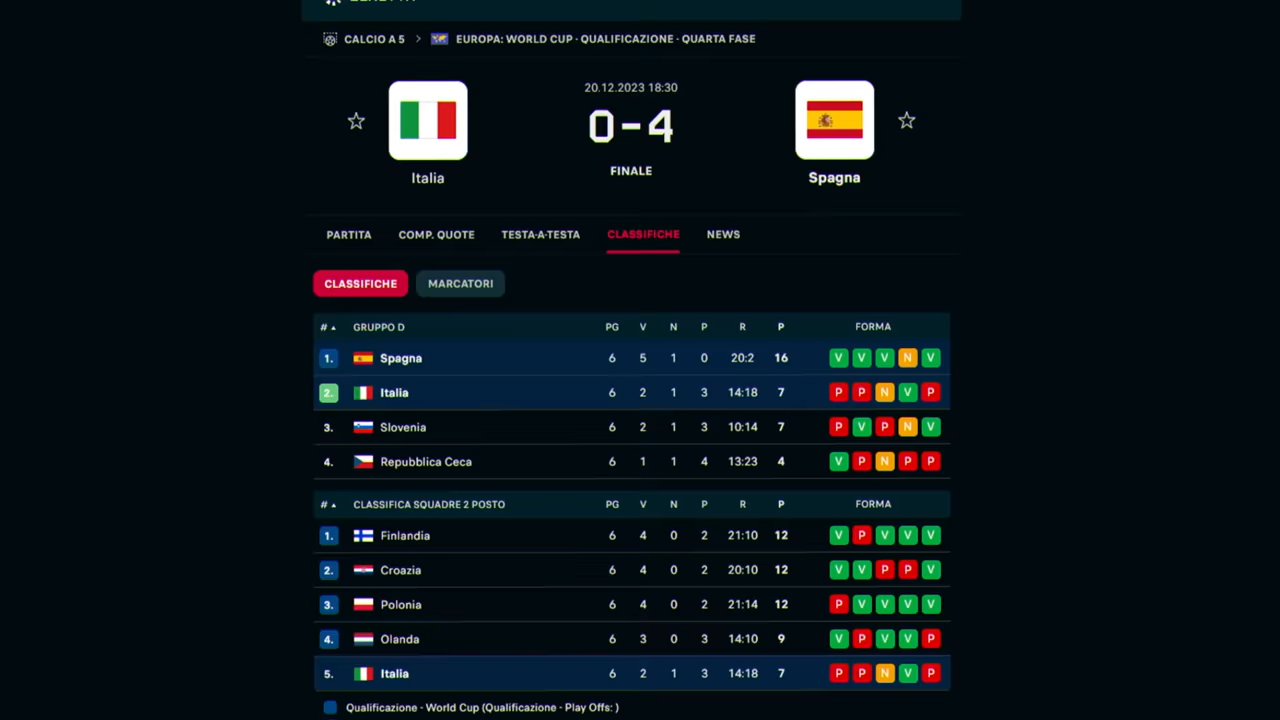 CALCIO A 5 > EUROPA: WORLD CUP - QUALIFICAZIONE - QUARTA FASE
20.12.2023 18:30
0-4
FINALE
Italia Spagna
PARTITA COMP. QUOTE TESTA-A-TESTA CLASSIFICHE NEWS
CLASSIFICHE MARCATORI
# GRUPPO D PG V N P R P FORMA
1. Spagna 6 5 1 0 20:2 16 V V V N V
2. Italia 6 2 1 3 14:18 7 P P N V P
3. Slovenia 6 2 1 3 10:14 7 P V P N V
4. Repubblica Ceca 6 1 1 4 13:23 4 V P N P P
# CLASSIFICA SQUADRE 2 POSTO PG V N P R P FORMA
1. Finlandia 6 4 0 2 21:10 12 V P V V V
2. Croazia 6 4 0 2 20:10 12 V V P P V
3. Polonia 6 4 0 2 21:14 12 P V V V V
4. Olanda 6 3 0 3 14:10 9 V P V V P
5. Italia 6 2 1 3 14:18 7 P P N V P
Qualificazione - World Cup (Qualificazione - Play Offs: )